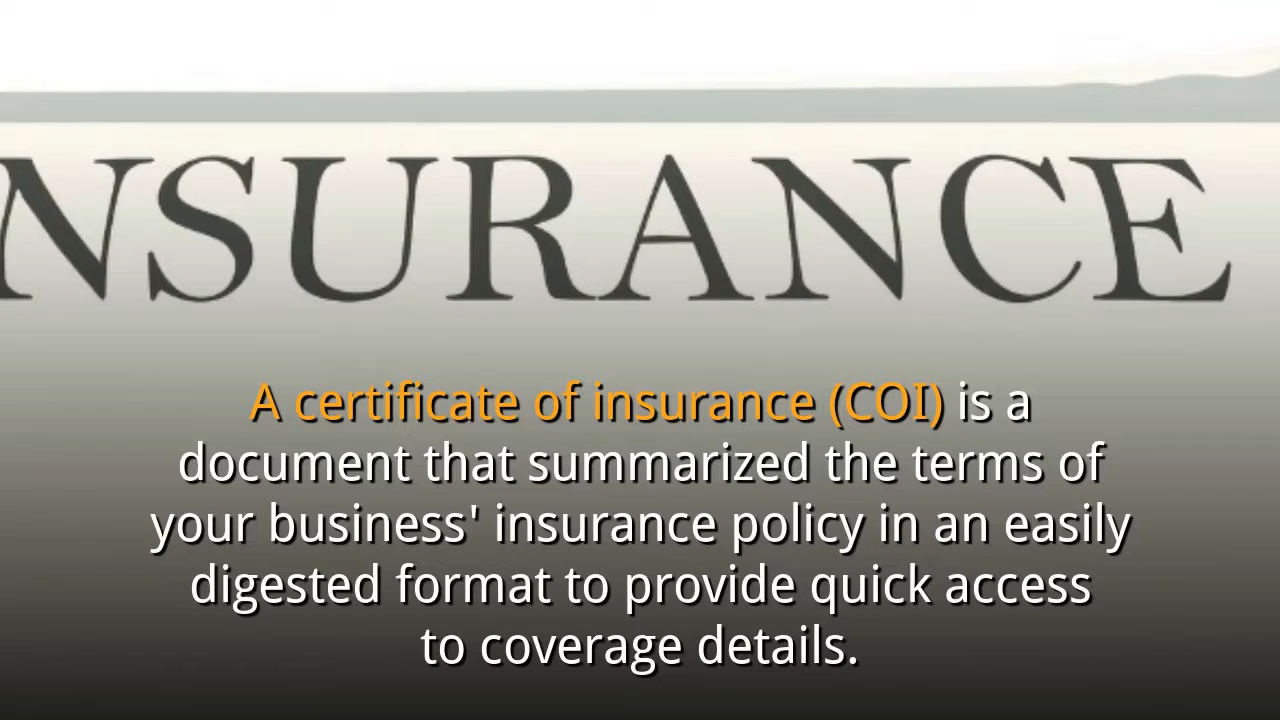 NSURANCE
A certificate of insurance (COI) is a
document that summarized the terms of
your business' insurance policy in an easily
digested format to provide quick access
to coverage details.